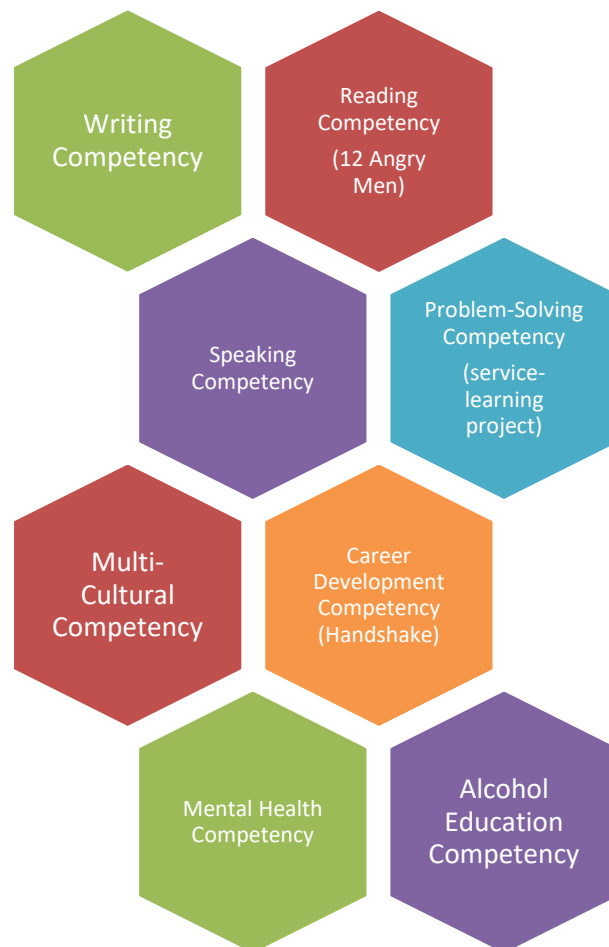 Writing
Competency
Reading
Competency
(12 Angry
Men)
Speaking
Competency
Problem-Solving
Competency
(service-
learning
project)
Multi-
Cultural
Competency
Career
Development
Competency
(Handshake)
Mental Health
Competency
Alcohol
Education
Competency